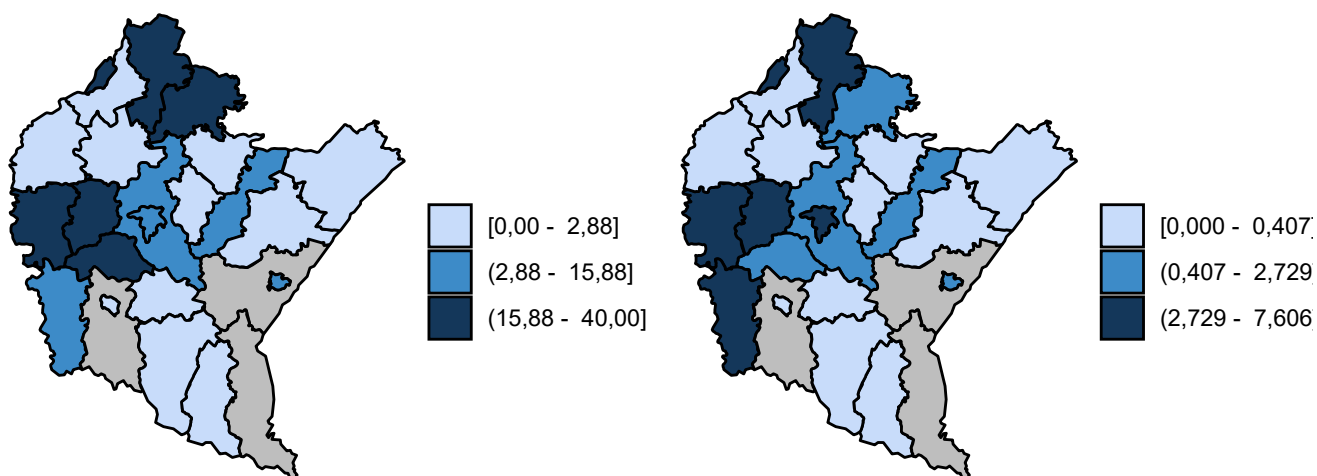 [0,00 - 2,88]
(2,88 - 15,88]
(15,88 - 40,00]
[0,000 - 0,407]
(0,407 - 2,729]
(2,729 - 7,606]